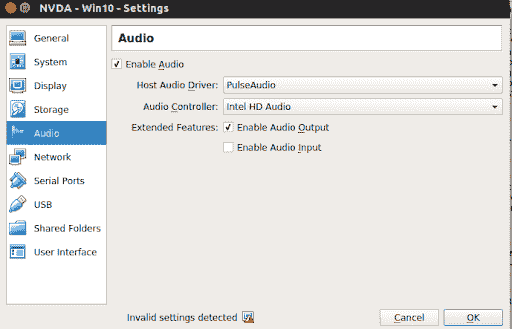 NVDA - Win10 - Settings
General
System
Display
Storage
Audio
Network
Serial Ports
USB
Shared Folders
User Interface
Audio
Enable Audio
Host Audio Driver: PulseAudio
Audio Controller: Intel HD Audio
Extended Features: Enable Audio Output
Enable Audio Input
Invalid settings detected
Cancel
OK